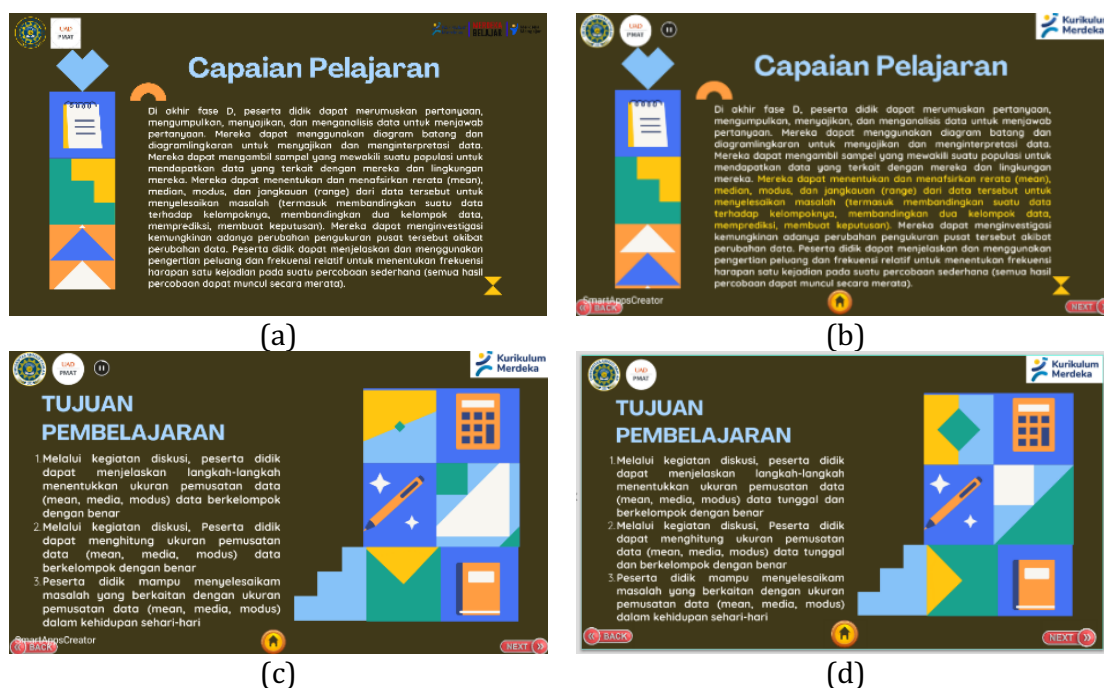 UAD
PMAT
BELAJAR
Capaian Pelajaran
Di akhir fase D, peserta didik dapat merumuskan pertanyaan,
mengumpulkan, menyajikan, dan menganalisis data untuk menjawab
pertanyaan. Mereka dapat menggunakan diagram batang dan
diagramlingkaran untuk menyajikan dan menginterpretasi data.
Mereka dapat mengambil sampel yang mewakili suatu populasi untuk
mendapatkan data yang terkait dengan mereka dan lingkungan
mereka. Mereka dapat menentukan dan menafsirkan rerata (mean),
median, modus, dan jangkauan (range) dari data tersebut untuk
menyelesaikan masalah (termasuk membandingkan suatu data
terhadap kelompoknya, membandingkan dua kelompok data,
memprediksi, membuat keputusan). Mereka dapat menginvestigasi
kemungkinan adanya perubahan pengukuran pusat tersebut akibat
perubahan data. Peserta didik dapat menjelaskan dan menggunakan
pengertian peluang dan frekuensi relatif untuk menentukan frekuensi
harapan satu kejadian pada suatu percobaan sederhana (semua hasil
percobaan dapat muncul secara merata).
(a)
UAD
PMAT
Kurikulum
Merdeka
Capaian Pelajaran
Di akhir fase D, peserta didik dapat merumuskan pertanyaan,
mengumpulkan, menyajikan, dan menganalisis data untuk menjawab
pertanyaan. Mereka dapat menggunakan diagram batang dan
diagramlingkaran untuk menyajikan dan menginterpretasi data.
Mereka dapat mengambil sampel yang mewakili suatu populasi untuk
mendapatkan data yang terkait dengan mereka dan lingkungan
mereka. Mereka dapat menentukan dan menafsirkan rerata (mean),
median, modus, dan jangkauan (range) dari data tersebut untuk
menyelesaikan masalah (termasuk membandingkan suatu data
terhadap kelompoknya, membandingkan dua kelompok data,
memprediksi, membuat keputusan). Mereka dapat menginvestigasi
kemungkinan adanya perubahan pengukuran pusat tersebut akibat
perubahan data. Peserta didik dapat menjelaskan dan menggunakan
pengertian peluang dan frekuensi relatif untuk menentukan frekuensi
harapan satu kejadian pada suatu percobaan sederhana (semua hasil
percobaan dapat muncul secara merata).
SmartAppsCreator
BACK
NEXT
(b)
UAD
PMAT
Kurikulum
Merdeka
TUJUAN
PEMBELAJARAN
1. Melalui kegiatan diskusi, peserta didik
dapat menjelaskan langkah-langkah
menentukkan ukuran pemusatan data
(mean, media, modus) data berkelompok
dengan benar
2. Melalui kegiatan diskusi, Peserta didik
dapat menghitung ukuran pemusatan
data (mean, media, modus) data
berkelompok dengan benar
3. Peserta didik mampu menyelesaikam
masalah yang berkaitan dengan ukuran
pemusatan data (mean, media, modus)
dalam kehidupan sehari-hari
SmartAppsCreator
BACK
NEXT
(c)
UAD
PMAT
Kurikulum
Merdeka
TUJUAN
PEMBELAJARAN
1. Melalui kegiatan diskusi, peserta didik
dapat menjelaskan langkah-langkah
menentukkan ukuran pemusatan data
(mean, media, modus) data tunggal dan
berkelompok dengan benar
2. Melalui kegiatan diskusi, Peserta didik
dapat menghitung ukuran pemusatan
data (mean, media, modus) data tunggal
dan berkelompok dengan benar
3. Peserta didik mampu menyelesaikam
masalah yang berkaitan dengan ukuran
pemusatan data (mean, media, modus)
dalam kehidupan sehari-hari
BACK
NEXT
(d)